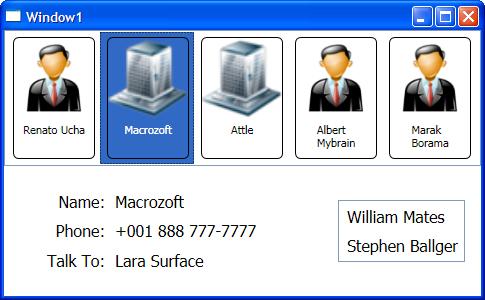 Window1
Renato Ucha
Macrozoft
Attle
Albert
Mybrain
Marak
Borama
Name: Macrozoft
Phone: +001 888 777-7777
Talk To: Lara Surface
William Mates
Stephen Ballger